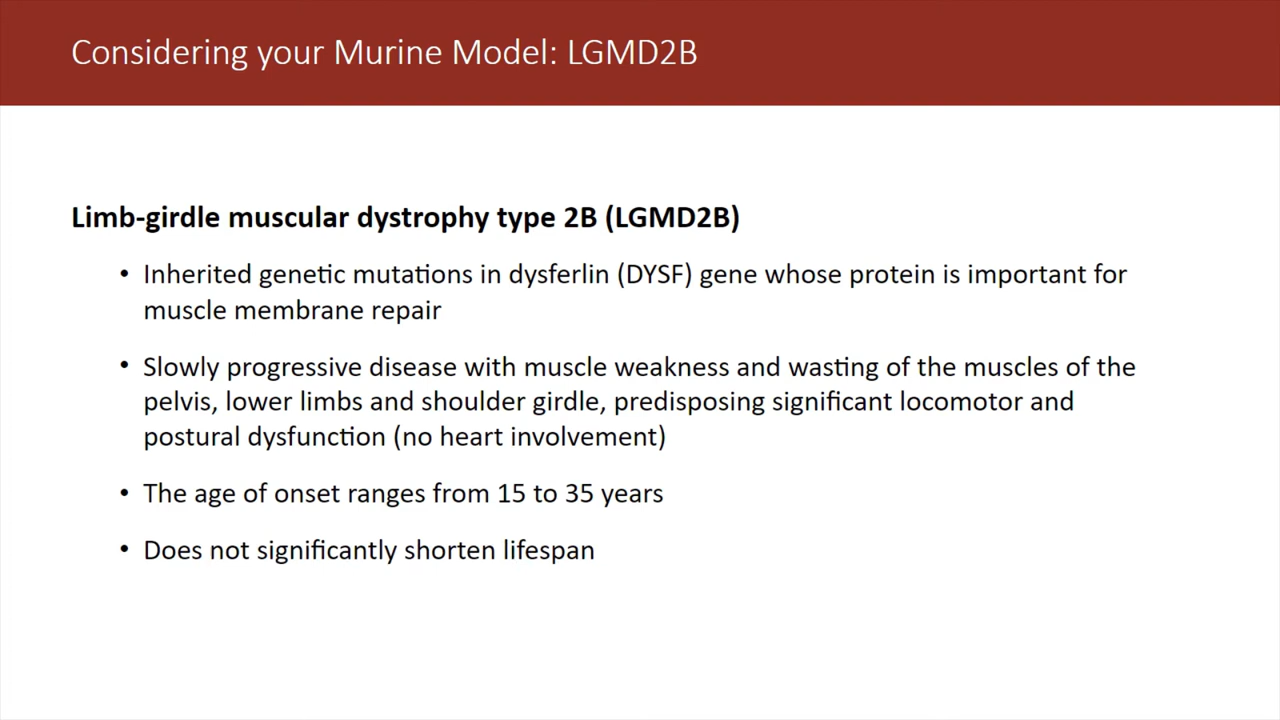 Considering your Murine Model: LGMD2B
Limb-girdle muscular dystrophy type 2B (LGMD2B)
• Inherited genetic mutations in dysferlin (DYSF) gene whose protein is important for
muscle membrane repair
• Slowly progressive disease with muscle weakness and wasting of the muscles of the
pelvis, lower limbs and shoulder girdle, predisposing significant locomotor and
postural dysfunction (no heart involvement)
• The age of onset ranges from 15 to 35 years
• Does not significantly shorten lifespan